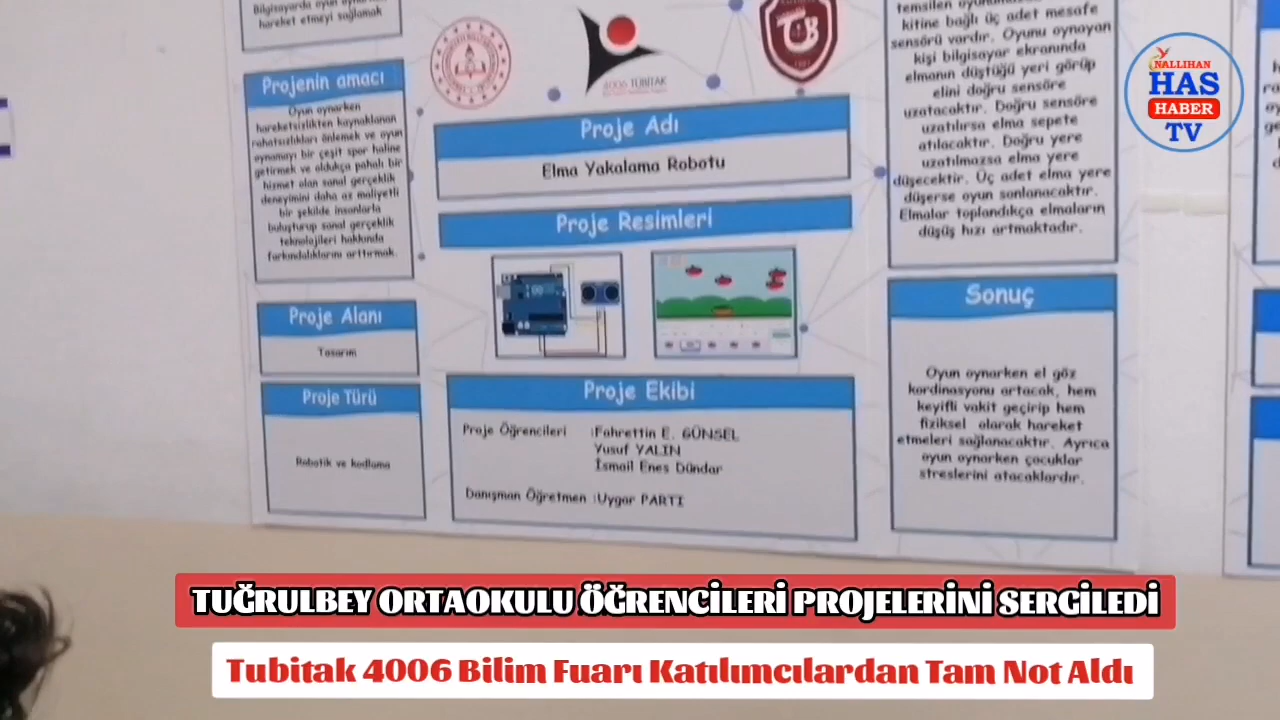 Bilgisayarda oyun oynarken
hareket etmeyi sağlamak
Projenin amacı
Oyun oynarken
hareketsizlikten kaynaklanan
rahatsızlıkları önlemek ve oyun
oynamayı bir çeşit spor haline
getirmek ve oldukça pahalı bir
hizmet olan sanal gerçeklik
deneyimini daha az maliyetli
bir şekilde insanlarla
buluşturup sanal gerçeklik
teknolojileri hakkında
farkındalıklarını arttırmak.
Proje Alanı
Tasarım
Proje Türü
Robotik ve kodlama
4006 TÜBİTAK
Proje Adı
Elma Yakalama Robotu
Proje Resimleri
Proje Ekibi
Proje Öğrencileri :Fahrettin E. GÜNSEL
Yusuf YALIN
İsmail Enes Dündar
Danışman Öğretmen :Uygar PARTİ
temsilen
kitine bağlı üç adet mesafe
sensörü vardır. Oyunu oynayan
kişi bilgisayar ekranında
elmanın düştüğü yeri görüp
elini doğru sensöre
uzatacaktır. Doğru sensöre
uzatılırsa elma sepete
atılacaktır. Doğru yere
uzatılmazsa elma yere
düşecektir. Üç adet elma yere
düşerse oyun sonlanacaktır.
Elmalar toplandıkça elmaların
düşüş hızı artmaktadır.
Sonuç
Oyun oynarken el göz
kordinasyonu artacak, hem
keyifli vakit geçirip hem
fiziksel olarak hareket
etmeleri sağlanacaktır. Ayrıca
oyun oynarken çocuklar
streslerini atacaklardır.
NALLIHAN
HAS
HABER
TV
TUĞRULBEY ORTAOKULU ÖĞRENCİLERİ PROJELERİNİ SERGİLEDİ
Tubitak 4006 Bilim Fuarı Katılımcılardan Tam Not Aldı